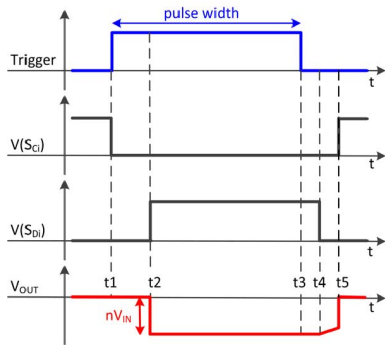 pulse width
Trigger
t
V(S_Ci)
t
V(S_Di)
t
t1 t2 t3 t4 t5
V_OUT
t
nV_IN